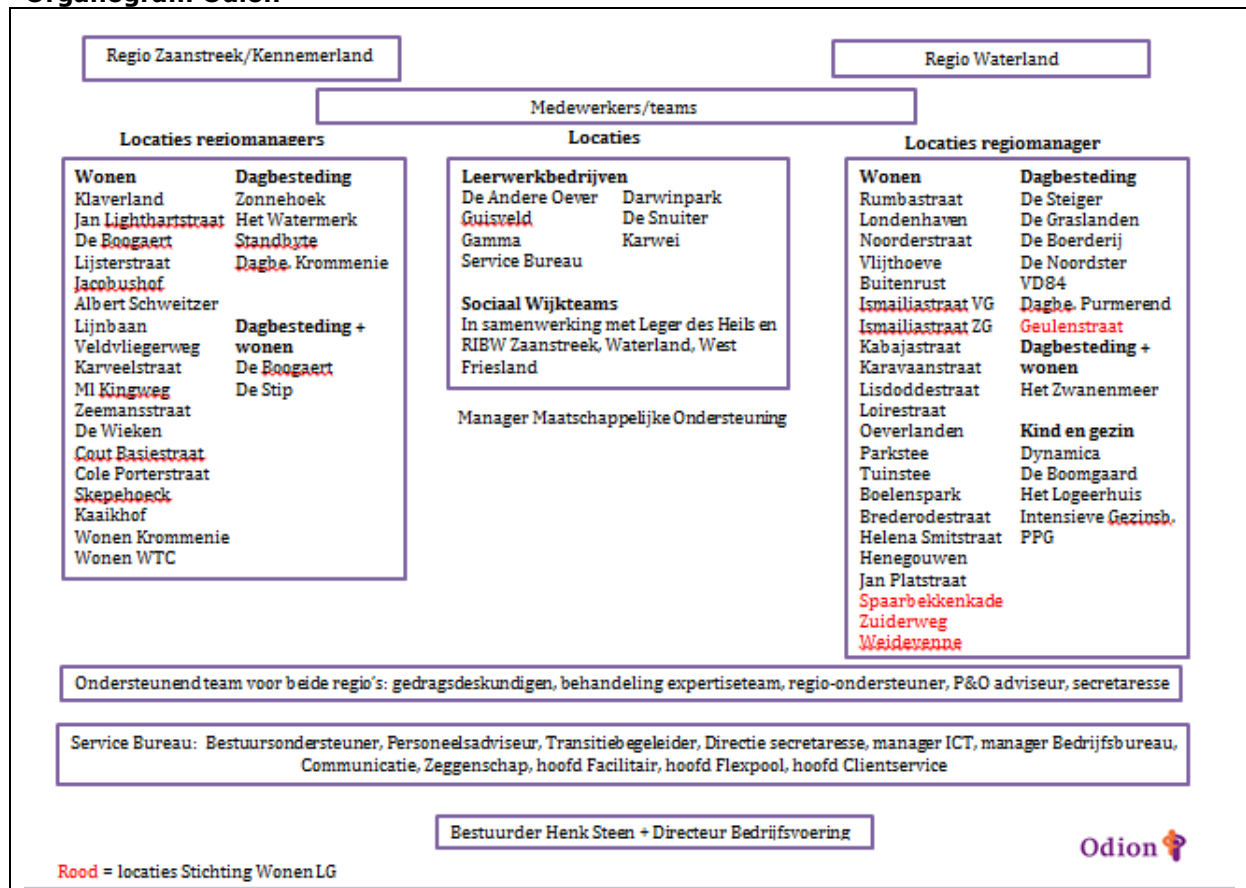 Organogram Odion
Regio Zaanstreek/Kennemerland
Regio Waterland
Medewerkers/teams
Locaties regiomanagers
Wonen
Klaverland
Jan Lighthartstraat
De Boogaert
Lijsterstraat
Jacobushof
Albert Schweitzer
Lijnbaan
Veldvliegerweg
Karveelstraat
Ml Kingweg
Zeemansstraat
De Wieken
Cout Basiestraat
Cole Porterstraat
Skepehoeck
Kaaikhof
Wonen Krommenie
Wonen WTC
Dagbesteding
Zonnehoek
Het Watermerk
Standbyte
Dagbe. Krommenie
Dagbesteding +
wonen
De Boogaert
De Stip
Locaties
Leerwerkbedrijven
De Andere Oever
Guisveld
Gamma
Service Bureau
Darwinpark
De Snuiter
Karwei
Sociaal Wijkteams
In samenwerking met Leger des Heils en
RIBW Zaanstreek, Waterland, West
Friesland
Manager Maatschappelijke Ondersteuning
Locaties regiomanager
Wonen
Rumbastraat
Londenhaven
Noorderstraat
Vlijthoeve
Buitenrust
Ismailiastraat VG
Ismailiastraat ZG
Kabajastraat
Karavaanstraat
Lisdoddestraat
Loirestraat
Oeverlanden
Parkstee
Tuinstee
Boelenspark
Brederodestraat
Helena Smitstraat
Henegouwen
Jan Platstraat
Spaarbekkenkade
Zuiderweg
Weidevenne
Dagbesteding
De Steiger
De Graslanden
De Boerderij
De Noordster
VD84
Dagbe. Purmerend
Geulenstraat
Dagbesteding +
wonen
Het Zwanenmeer
Kind en gezin
Dynamica
De Boomgaard
Het Logeerhuis
Intensieve Gezinsb.
PPG
Ondersteunend team voor beide regio's: gedragsdeskundigen, behandeling expertiseteam, regio-ondersteuner, P&O adviseur, secretaresse
Service Bureau: Bestuursondersteuner, Personeelsadviseur, Transitiebegeleider, Directie secretaresse, manager ICT, manager Bedrijfsbureau,
Communicatie, Zeggenschap, hoofd Facilitair, hoofd Flexpool, hoofd Clientservice
Bestuurder Henk Steen + Directeur Bedrijfsvoering
Odion
Rood = locaties Stichting Wonen LG